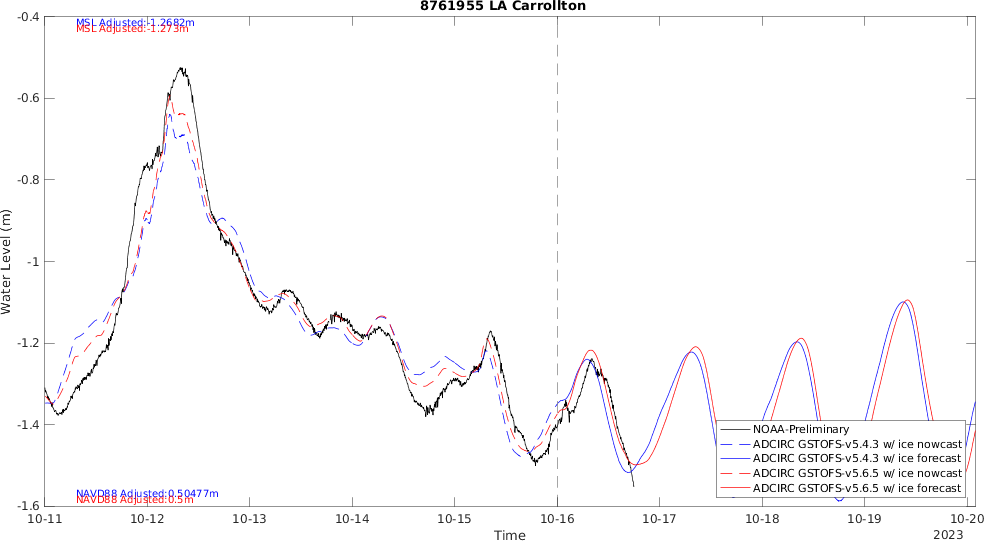 8761955 LA Carrollton
MSL Adjusted:-1.2682m
MSL Adjusted:-1.273m
-0.4
-0.6
-0.8
-1
-1.2
-1.4
-1.6
Water Level (m)
NOAA-Preliminary
ADCIRC GSTOFS-v5.4.3 w/ ice nowcast
ADCIRC GSTOFS-v5.4.3 w/ ice forecast
ADCIRC GSTOFS-v5.6.5 w/ ice nowcast
ADCIRC GSTOFS-v5.6.5 w/ ice forecast
NAVD88 Adjusted:0.50477m
NAVD88 Adjusted:0.5m
10-11 10-12 10-13 10-14 10-15 10-16 10-17 10-18 10-19 10-20
Time
2023